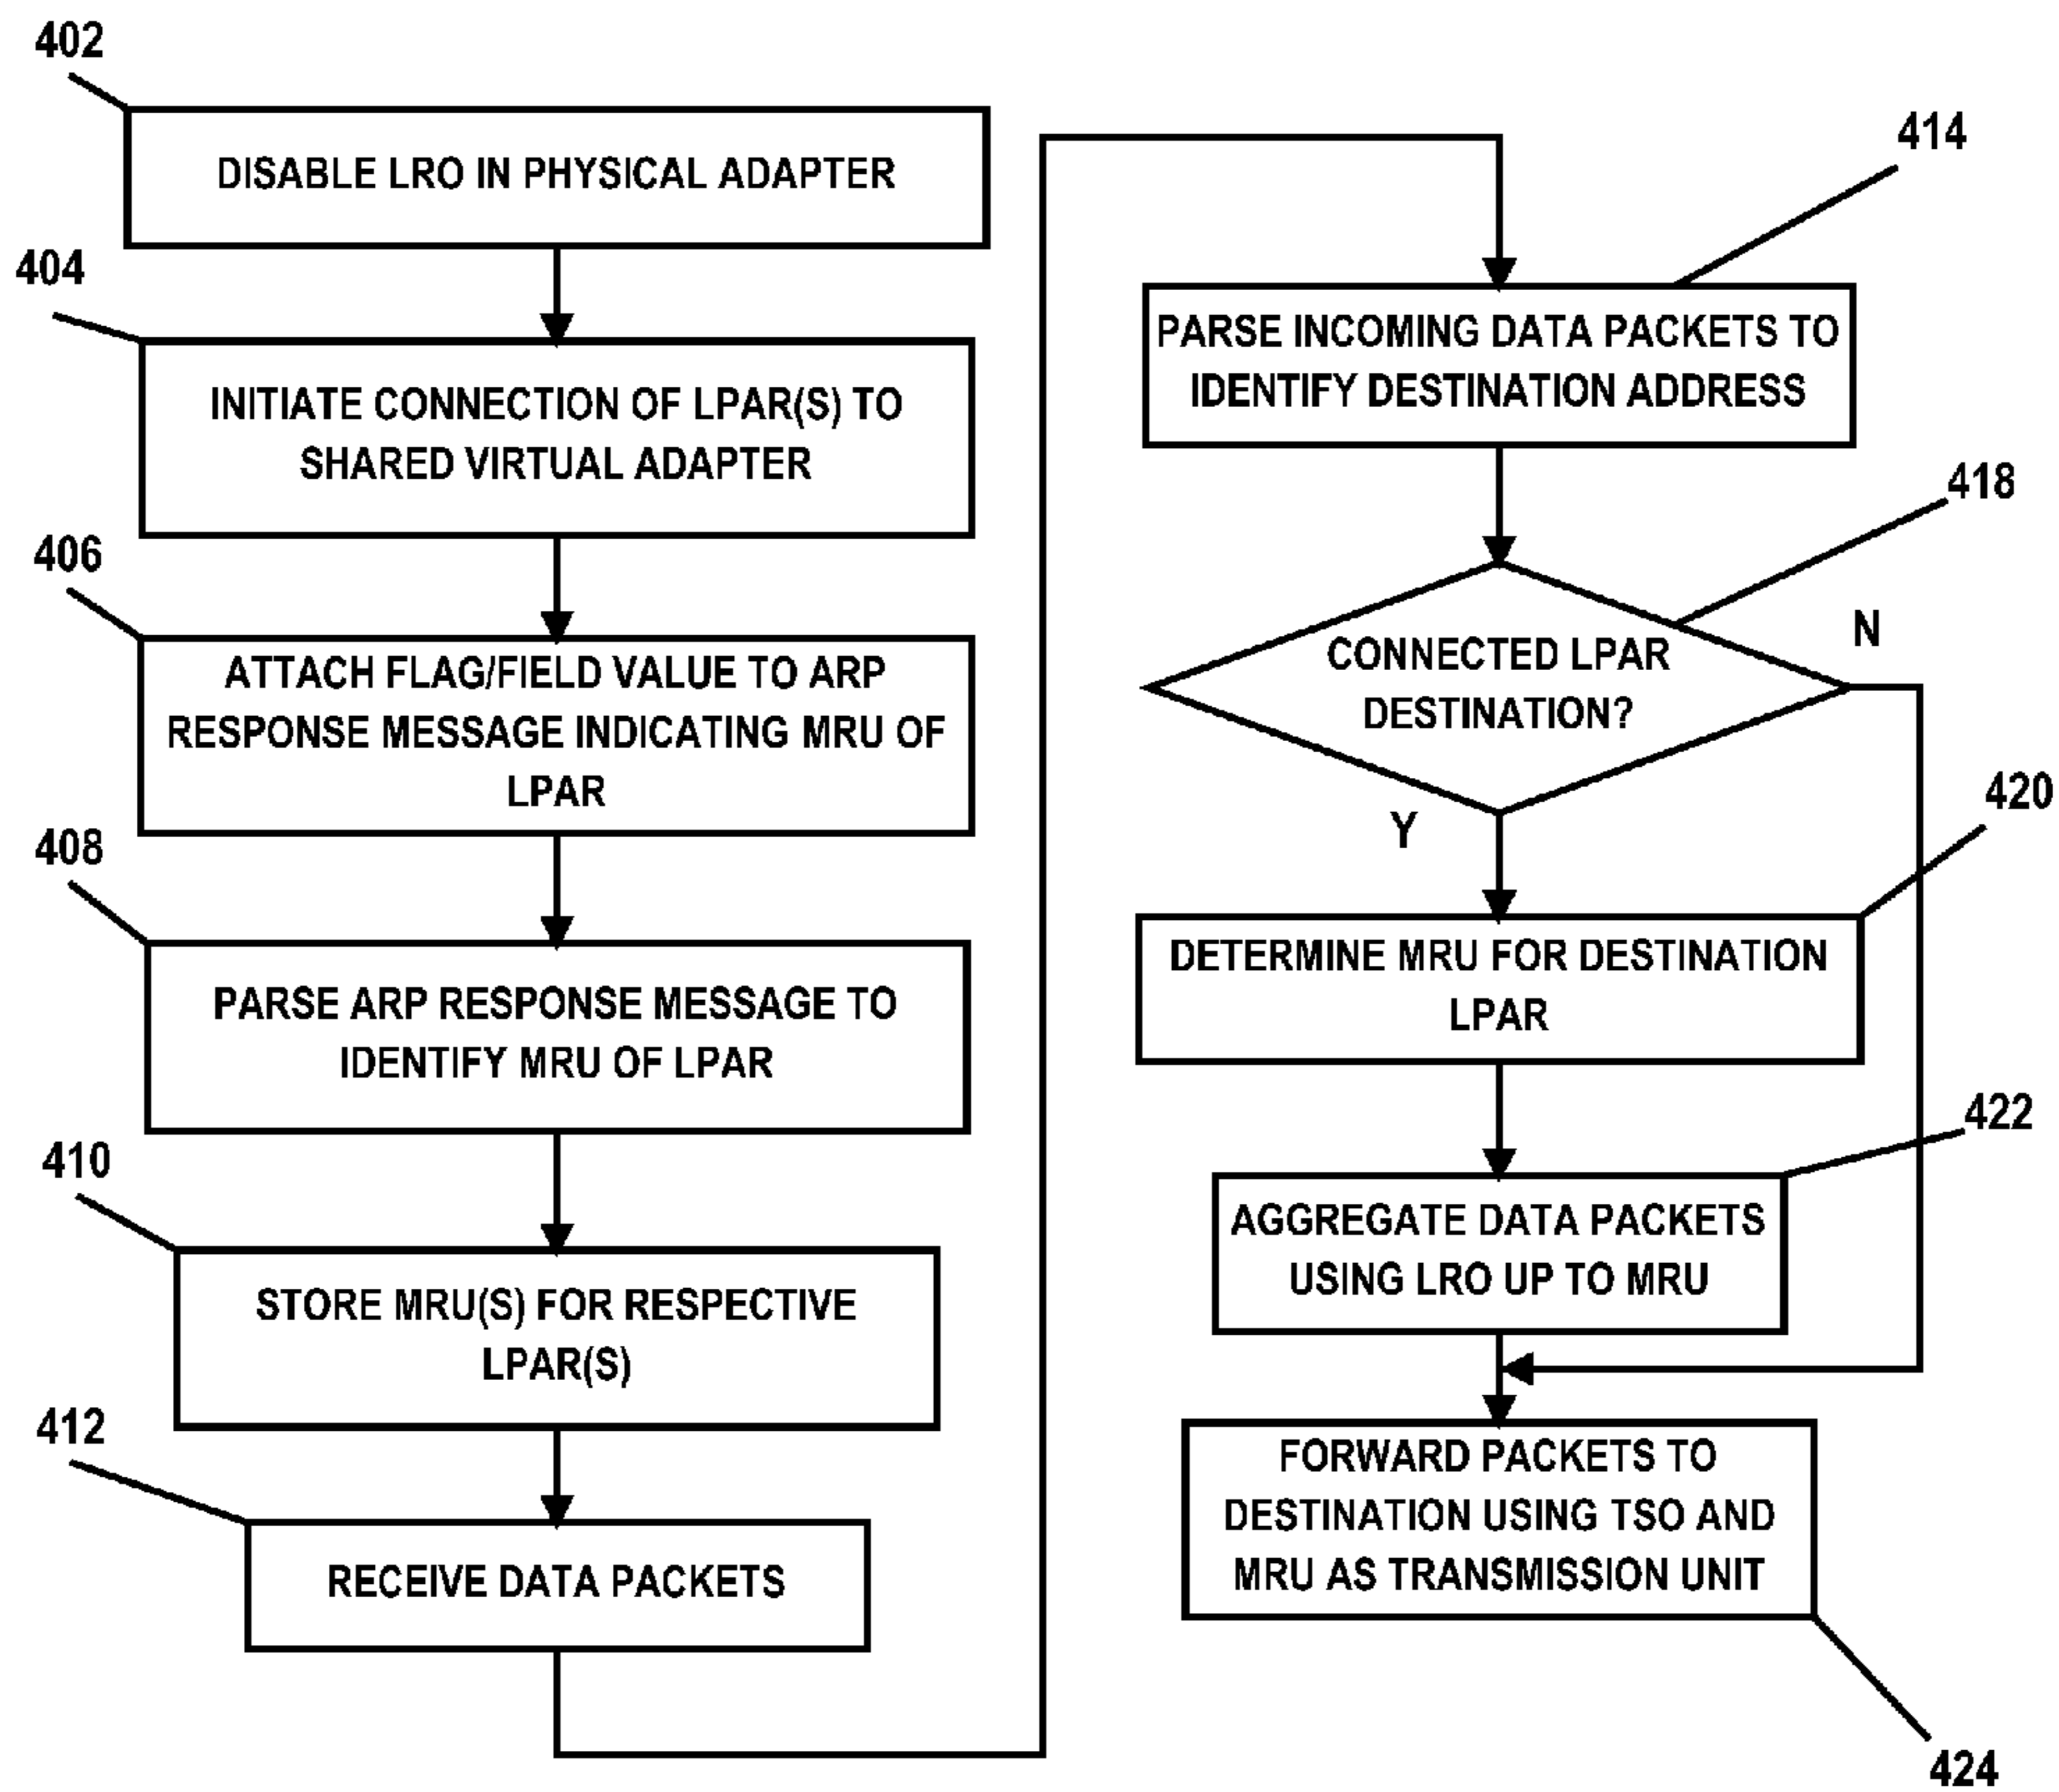 402
DISABLE LRO IN PHYSICAL ADAPTER
404
INITIATE CONNECTION OF LPAR(S) TO
SHARED VIRTUAL ADAPTER
406
ATTACH FLAG/FIELD VALUE TO ARP
RESPONSE MESSAGE INDICATING MRU OF
LPAR
408
PARSE ARP RESPONSE MESSAGE TO
IDENTIFY MRU OF LPAR
410
STORE MRU(S) FOR RESPECTIVE
LPAR(S)
412
RECEIVE DATA PACKETS
414
PARSE INCOMING DATA PACKETS TO
IDENTIFY DESTINATION ADDRESS
418
CONNECTED LPAR
DESTINATION?
N
Y
420
DETERMINE MRU FOR DESTINATION
LPAR
422
AGGREGATE DATA PACKETS
USING LRO UP TO MRU
FORWARD PACKETS TO
DESTINATION USING TSO AND
MRU AS TRANSMISSION UNIT
424